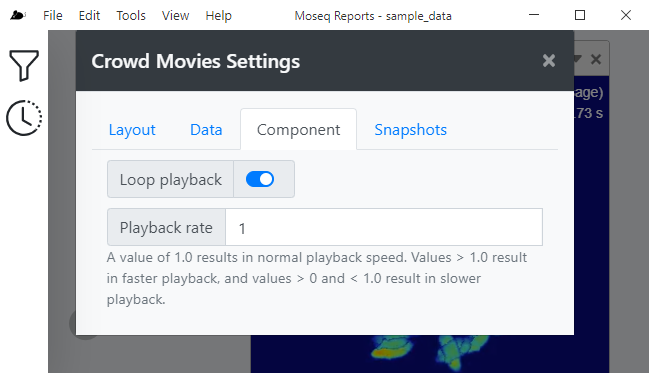 File Edit Tools View Help Moseq Reports - sample_data
Crowd Movies Settings
age)
.73 s
Layout Data Component Snapshots
Loop playback
Playback rate 1
A value of 1.0 results in normal playback speed. Values > 1.0 result
in faster playback, and values > 0 and < 1.0 result in slower
playback.